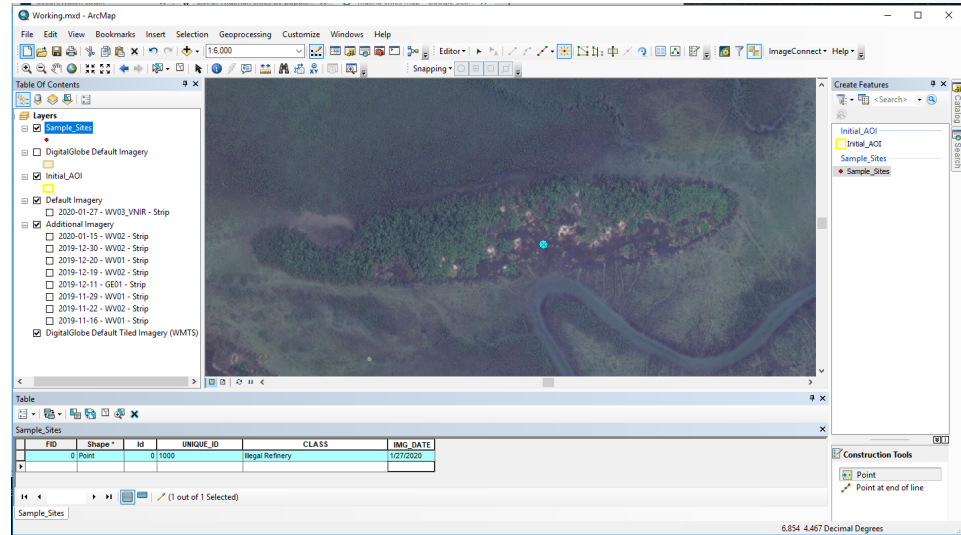 Working.mxd - ArcMap
File Edit View Bookmarks Insert Selection Geoprocessing Customize Windows Help
1:6,000 Editor ImageConnect Help
Snapping
Table Of Contents
Layers
Sample_Sites
DigitalGlobe Default Imagery
Initial_AOI
Default Imagery
2020-01-27 - WV03_VNIR - Strip
Additional Imagery
2020-01-15 - WV02 - Strip
2019-12-30 - WV02 - Strip
2019-12-20 - WV01 - Strip
2019-12-19 - WV02 - Strip
2019-12-11 - GE01 - Strip
2019-11-29 - WV01 - Strip
2019-11-22 - WV02 - Strip
2019-11-16 - WV01 - Strip
DigitalGlobe Default Tiled Imagery (WMTS)
Create Features
<Search>
Initial_AOI
Initial_AOI
Sample_Sites
Sample_Sites
Catalog
Search
Table
Sample_Sites
FID Shape * Id UNIQUE_ID CLASS IMG_DATE
0 Point 0 1000 Illegal Refinery 1/27/2020
(1 out of 1 Selected)
Sample_Sites
Construction Tools
Point
Point at end of line
6.854 4.467 Decimal Degrees